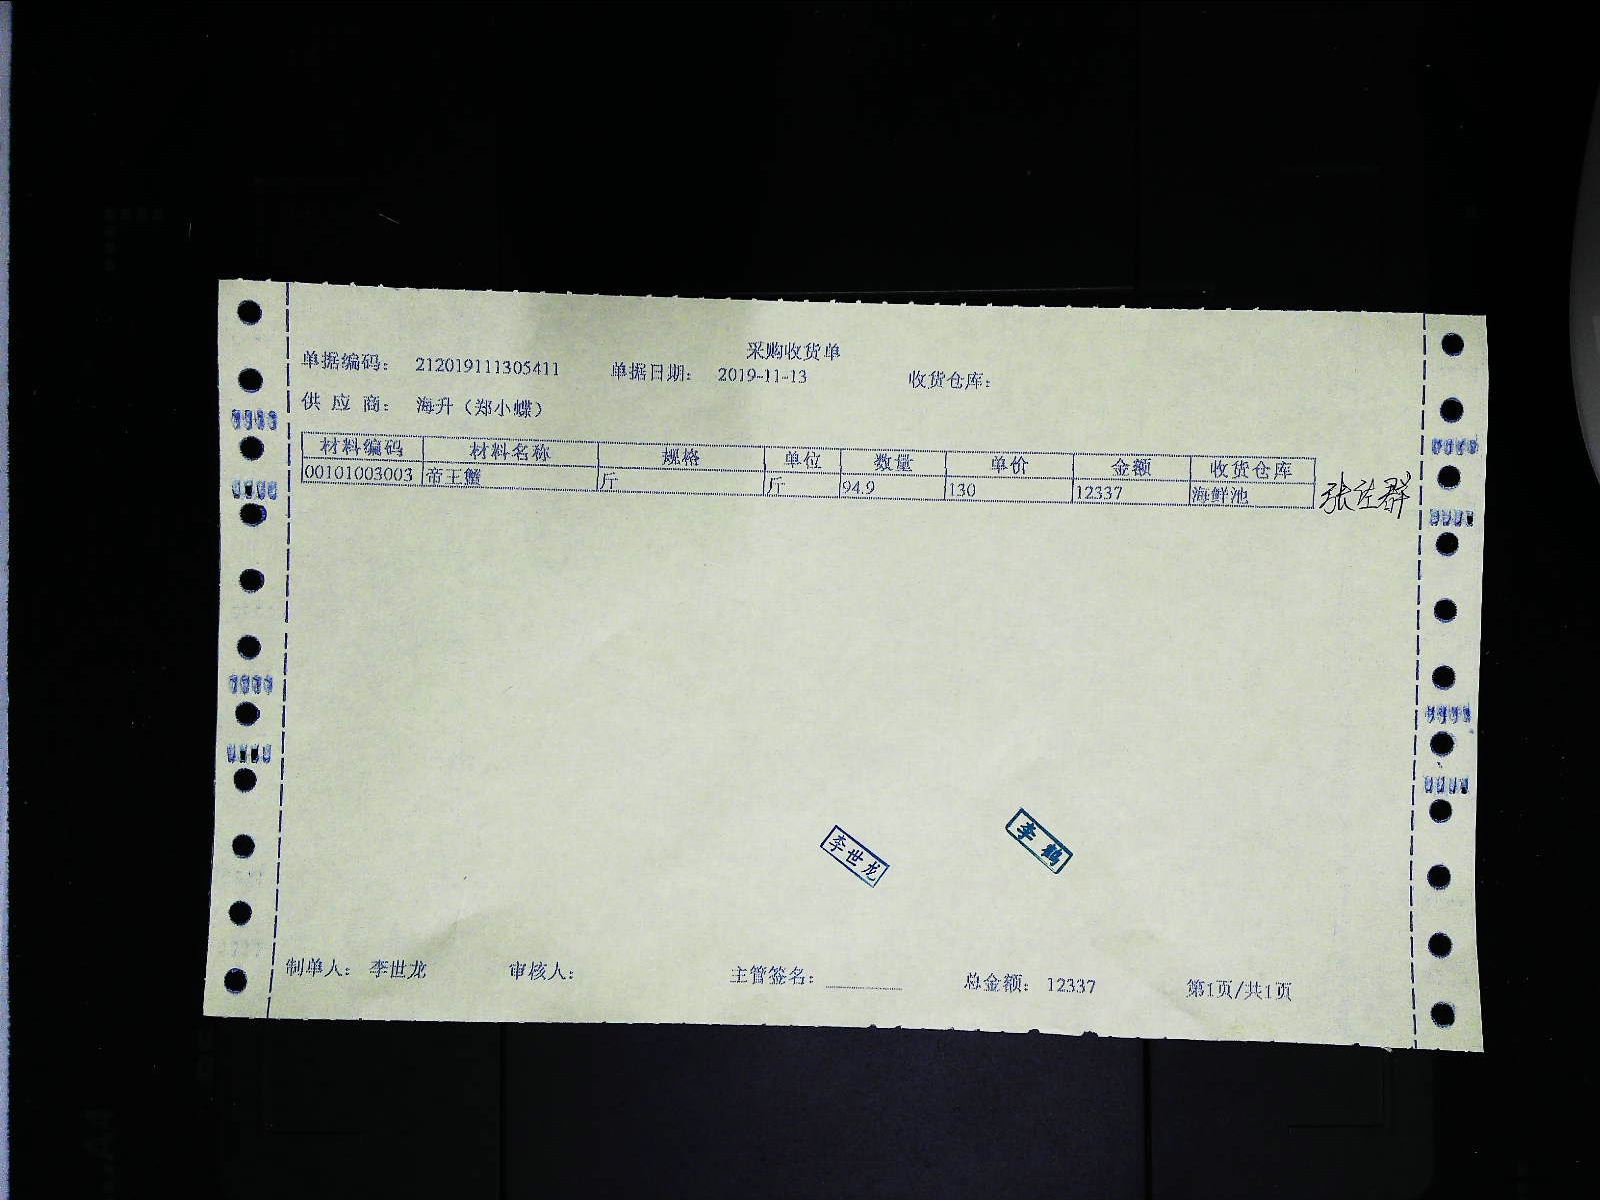 采购收货单
单据编码： 212019111305411 单据日期： 2019-11-13 收货仓库：
供 应 商： 海升（郑小蝶）
材料编码 材料名称 规格 单位 数量 单价 金额 收货仓库
00101003003 帝王蟹 斤 斤 94.9 130 12337 海鲜池
李世龙
李鹤
制单人： 李世龙 审核人： 主管签名： 总金额： 12337 第1页/共1页